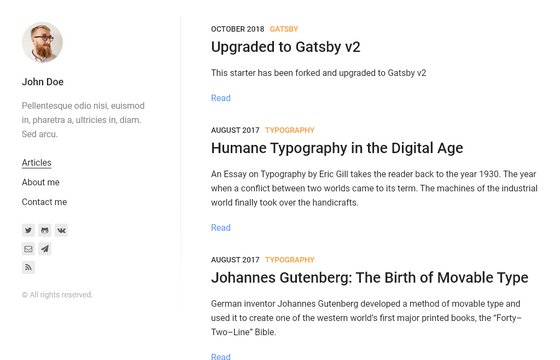 John Doe
Pellentesque odio nisi, euismod
in, pharetra a, ultricies in, diam.
Sed arcu.
Articles
About me
Contact me
© All rights reserved.
OCTOBER 2018 GATSBY
Upgraded to Gatsby v2
This starter has been forked and upgraded to Gatsby v2
Read
AUGUST 2017 TYPOGRAPHY
Humane Typography in the Digital Age
An Essay on Typography by Eric Gill takes the reader back to the year 1930. The year
when a conflict between two worlds came to its term. The machines of the industrial
world finally took over the handicrafts.
Read
AUGUST 2017 TYPOGRAPHY
Johannes Gutenberg: The Birth of Movable Type
German inventor Johannes Gutenberg developed a method of movable type and
used it to create one of the western world’s first major printed books, the “Forty–
Two–Line” Bible.
Read